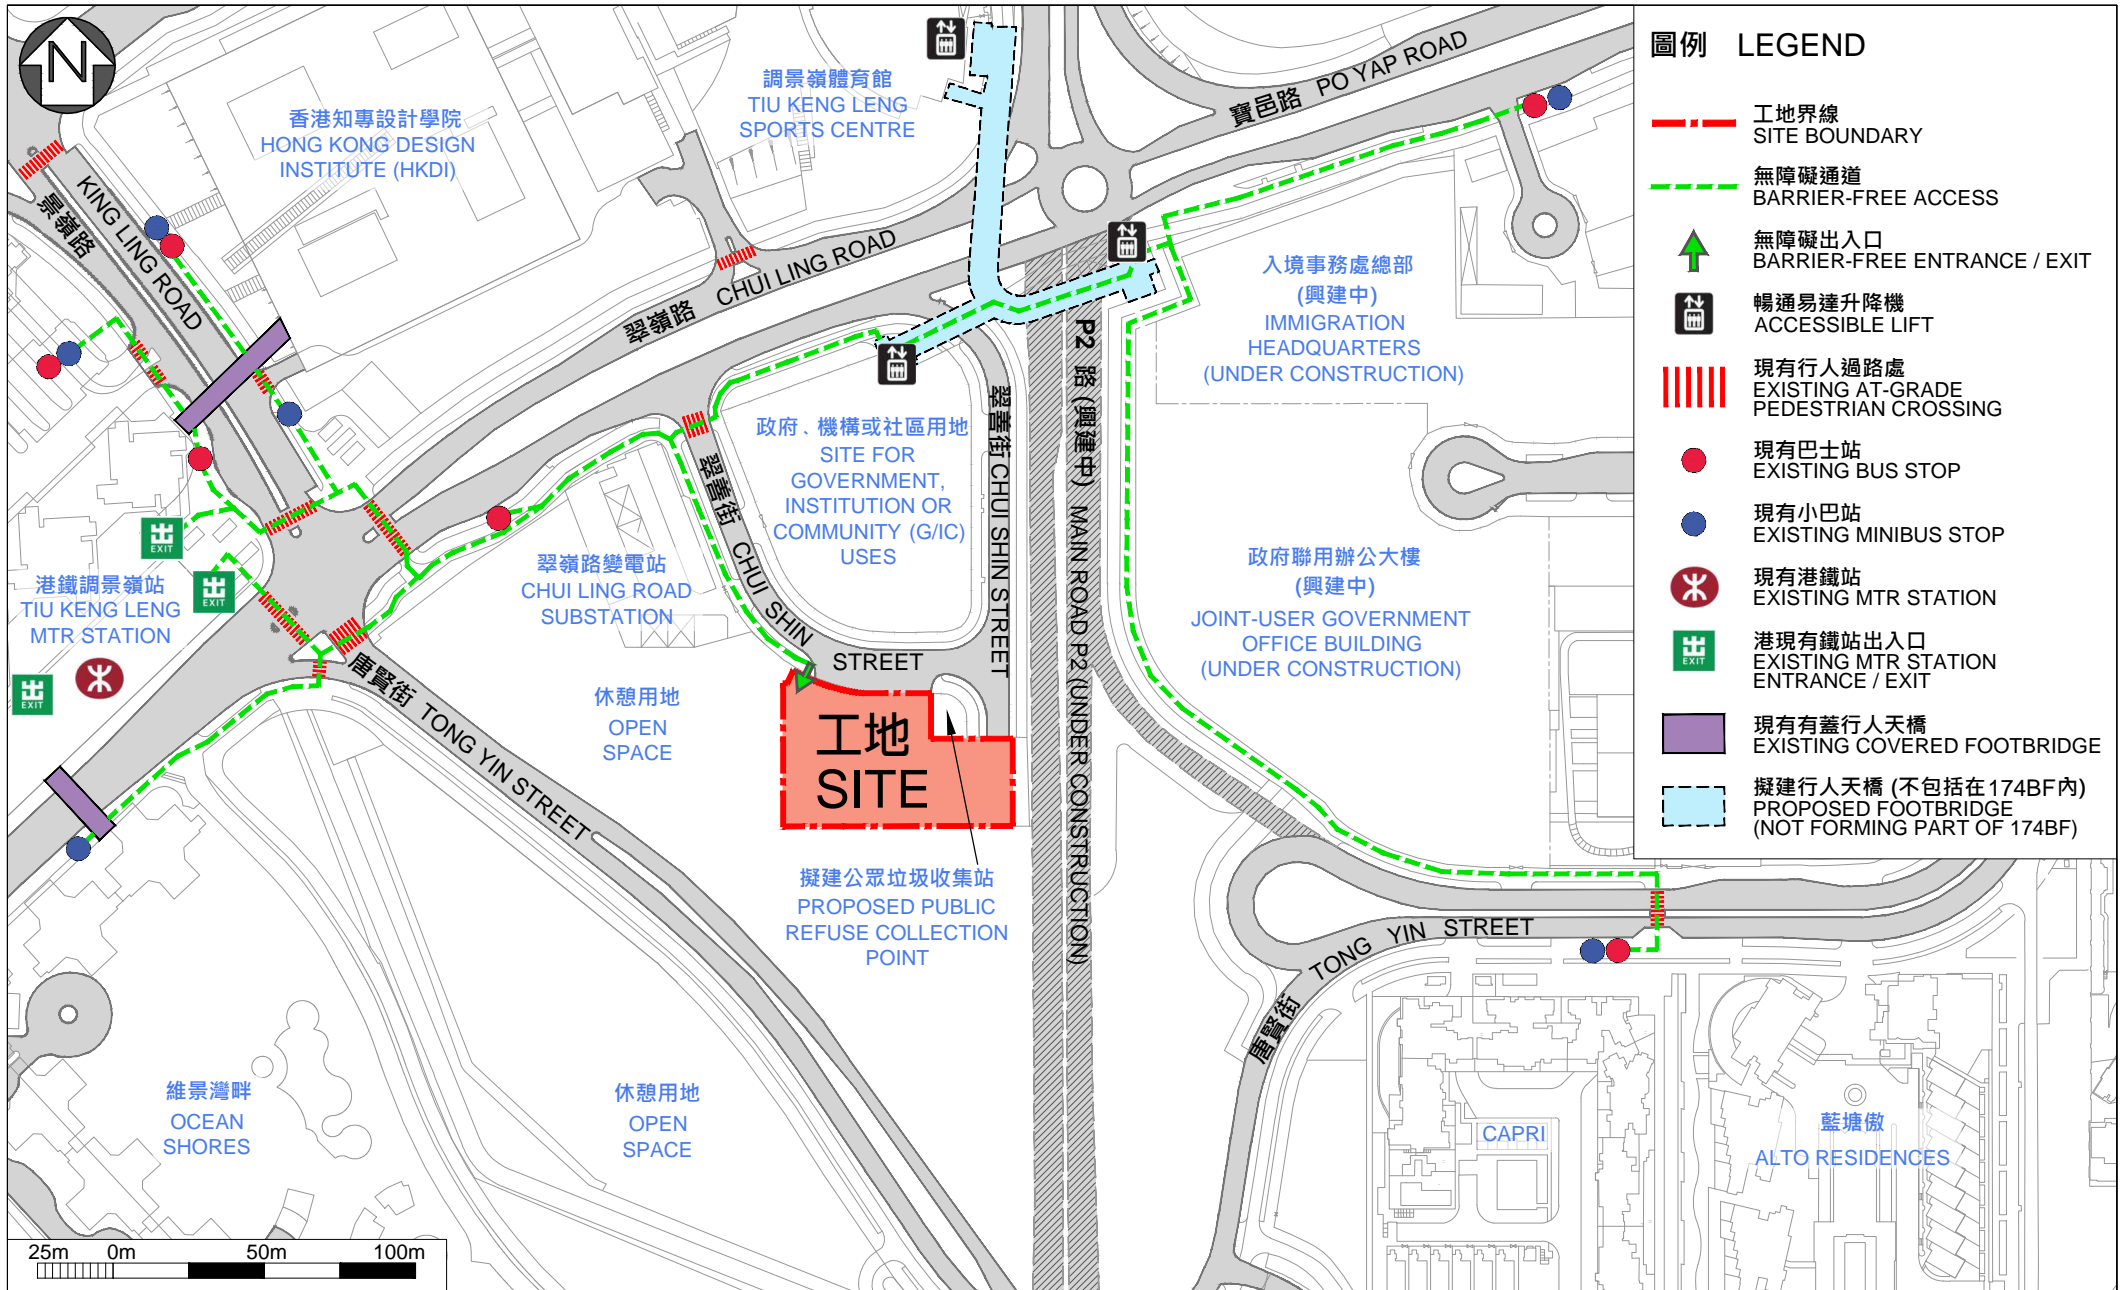 N
香港知專設計學院
HONG KONG DESIGN
INSTITUTE (HKDI)
調景嶺體育館
TIU KENG LENG
SPORTS CENTRE
寶邑路 PO YAP ROAD
KING LING ROAD
景嶺路
翠嶺路 CHUI LING ROAD
入境事務處總部
(興建中)
IMMIGRATION
HEADQUARTERS
(UNDER CONSTRUCTION)
政府、機構或社區用地
SITE FOR
GOVERNMENT,
INSTITUTION OR
COMMUNITY (G/IC)
USES
翠善街 CHUI SHIN STREET
翠善街 CHUI SHIN
STREET
P2 路 (興建中) MAIN ROAD P2 (UNDER CONSTRUCTION)
EXIT
EXIT
EXIT
港鐵調景嶺站
TIU KENG LENG
MTR STATION
翠嶺路變電站
CHUI LING ROAD
SUBSTATION
政府聯用辦公大樓
(興建中)
JOINT-USER GOVERNMENT
OFFICE BUILDING
(UNDER CONSTRUCTION)
唐賢街 TONG YIN STREET
休憩用地
OPEN
SPACE
工地
SITE
擬建公眾垃圾收集站
PROPOSED PUBLIC
REFUSE COLLECTION
POINT
唐賢街 TONG YIN STREET
維景灣畔
OCEAN
SHORES
休憩用地
OPEN
SPACE
CAPRI
藍塘傲
ALTO RESIDENCES
25m 0m 50m 100m
圖例 LEGEND
工地界線
SITE BOUNDARY
無障礙通道
BARRIER-FREE ACCESS
無障礙出入口
BARRIER-FREE ENTRANCE / EXIT
暢通易達升降機
ACCESSIBLE LIFT
現有行人過路處
EXISTING AT-GRADE
PEDESTRIAN CROSSING
現有巴士站
EXISTING BUS STOP
現有小巴站
EXISTING MINIBUS STOP
現有港鐵站
EXISTING MTR STATION
EXIT
港現有鐵站出入口
EXISTING MTR STATION
ENTRANCE / EXIT
現有有蓋行人天橋
EXISTING COVERED FOOTBRIDGE
擬建行人天橋 (不包括在174BF內)
PROPOSED FOOTBRIDGE
(NOT FORMING PART OF 174BF)